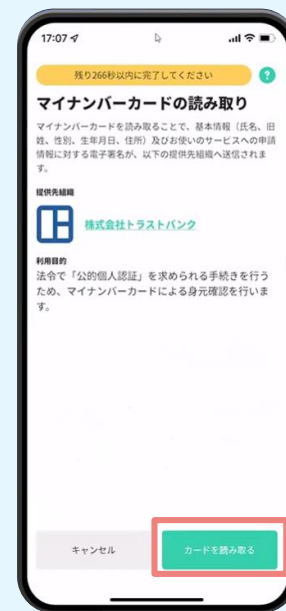 17:07
残り266秒以内に完了してください
?
マイナンバーカードの読み取り
マイナンバーカードを読み取ることで、基本情報（氏名、旧
姓、性別、生年月日、住所）及びお使いのサービスへの申請
情報に対する電子署名が、以下の提供先組織へ送信されま
す。
提供先組織
株式会社トラストバンク
利用目的
法令で「公的個人認証」を求められる手続きを行う
ため、マイナンバーカードによる身元確認を行いま
す。
キャンセル
カードを読み取る